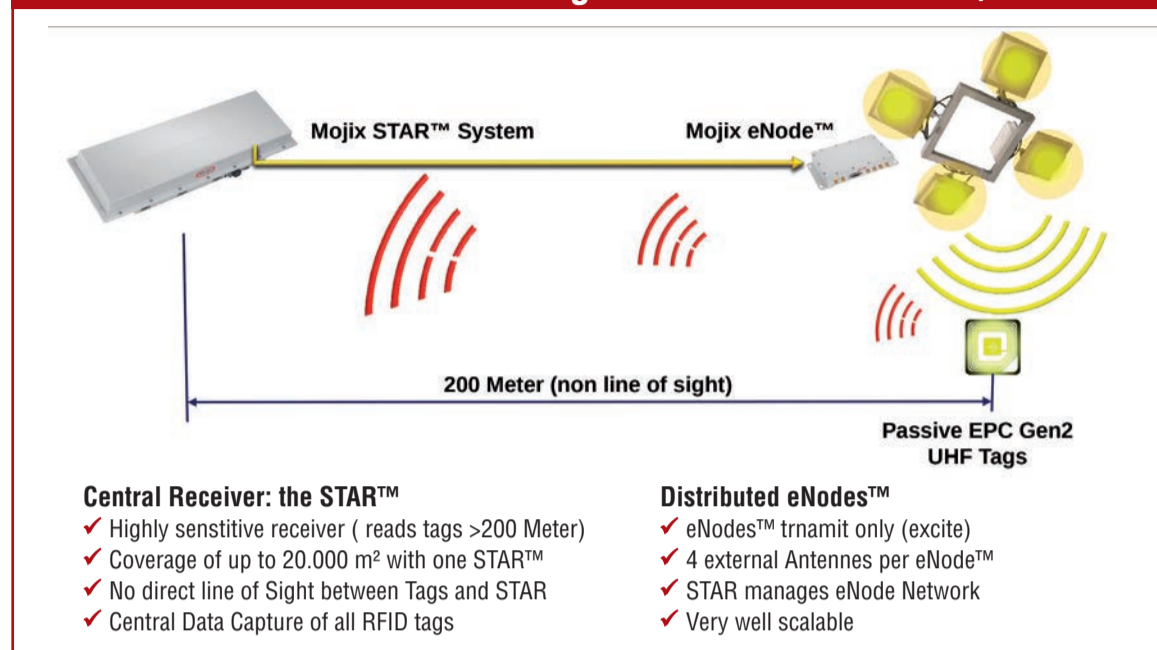 Mojix STAR™ System
Mojix eNode™
200 Meter (non line of sight)
Passive EPC Gen2
UHF Tags
Central Receiver: the STAR™
✓ Highly senstitive receiver ( reads tags >200 Meter)
✓ Coverage of up to 20.000 m² with one STAR™
✓ No direct line of Sight between Tags and STAR
✓ Central Data Capture of all RFID tags
Distributed eNodes™
✓ eNodes™ trnamit only (excite)
✓ 4 external Antennes per eNode™
✓ STAR manages eNode Network
✓ Very well scalable